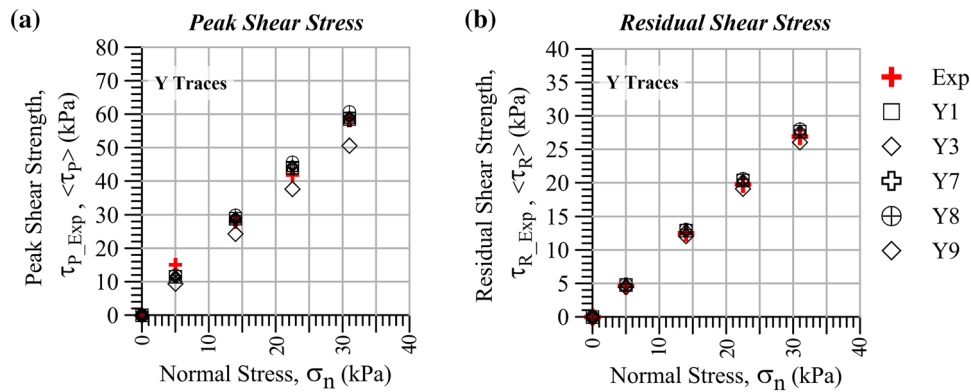 (a)
Peak Shear Stress
Peak Shear Strength,
τP_Exp , <τP> (kPa)
80
70
60
50
40
30
20
10
0
Y Traces
0
10
20
30
40
Normal Stress, σn (kPa)
(b)
Residual Shear Stress
Residual Shear Strength,
τR_Exp , <τR> (kPa)
40
35
30
25
20
15
10
5
0
Y Traces
0
10
20
30
40
Normal Stress, σn (kPa)
Exp
Y1
Y3
Y7
Y8
Y9